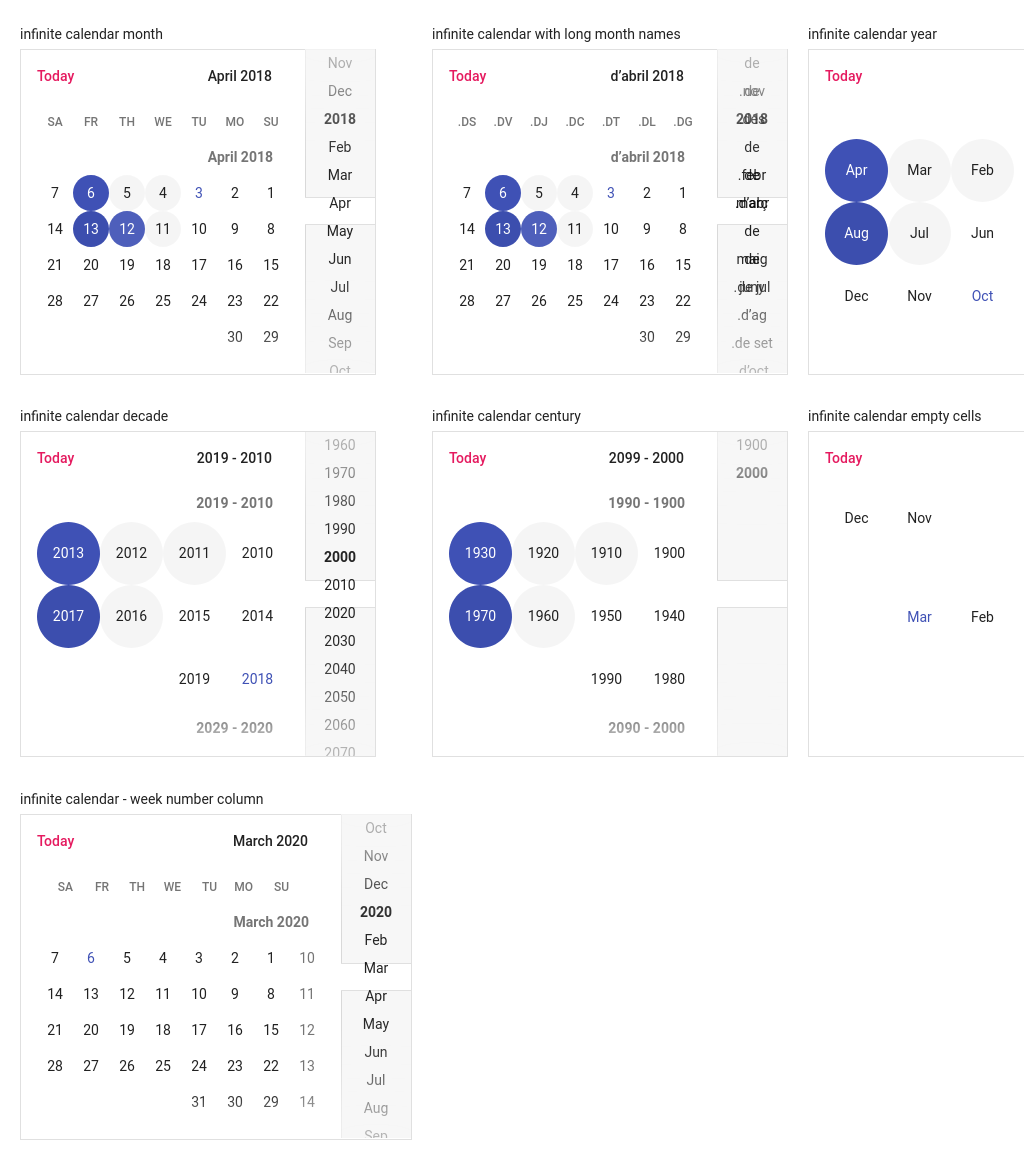 infinite calendar month
Today April 2018
SA FR TH WE TU MO SU
April 2018
7 6 5 4 3 2 1
14 13 12 11 10 9 8
21 20 19 18 17 16 15
28 27 26 25 24 23 22
30 29
Nov
Dec
2018
Feb
Mar
Apr
May
Jun
Jul
Aug
Sep
Oct
infinite calendar with long month names
Today d’abril 2018
.DS .DV .DJ .DC .DT .DL .DG
d’abril 2018
7 6 5 4 3 2 1
14 13 12 11 10 9 8
21 20 19 18 17 16 15
28 27 26 25 24 23 22
30 29
de
2018
de
de
.d’ag
.de set
d’oct
infinite calendar year
Today
Apr Mar Feb
Aug Jul Jun
Dec Nov Oct
infinite calendar decade
Today 2019 - 2010
2019 - 2010
2013 2012 2011 2010
2017 2016 2015 2014
2019 2018
2029 - 2020
1960
1970
1980
1990
2000
2010
2020
2030
2040
2050
2060
2070
infinite calendar century
Today 2099 - 2000
1990 - 1900
1930 1920 1910 1900
1970 1960 1950 1940
1990 1980
2090 - 2000
1900
2000
infinite calendar empty cells
Today
Dec Nov
Mar Feb
infinite calendar - week number column
Today March 2020
SA FR TH WE TU MO SU
March 2020
7 6 5 4 3 2 1 10
14 13 12 11 10 9 8 11
21 20 19 18 17 16 15 12
28 27 26 25 24 23 22 13
31 30 29 14
Oct
Nov
Dec
2020
Feb
Mar
Apr
May
Jun
Jul
Aug
Sep